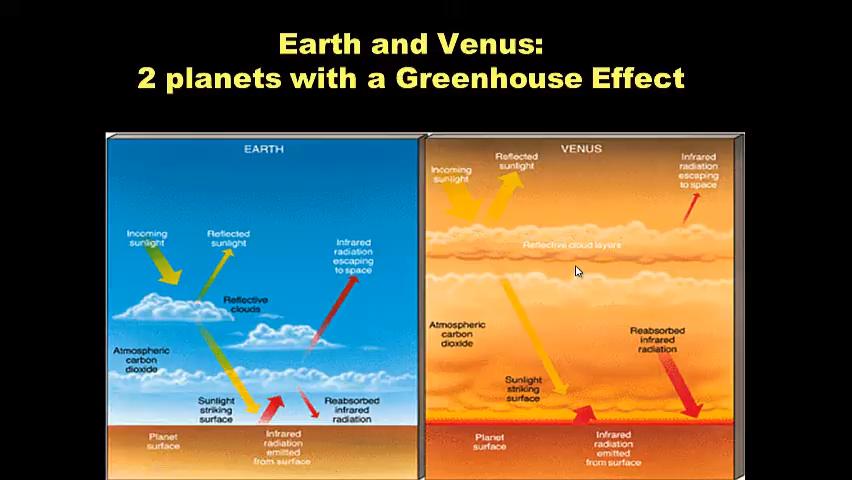 Earth and Venus:
2 planets with a Greenhouse Effect
EARTH
Incoming
sunlight
Reflected
sunlight
Infrared
radiation
escaping
to space
Reflective
clouds
Atmospheric
carbon
dioxide
Sunlight
striking
surface
Reabsorbed
infrared
radiation
Planet
surface
Infrared
radiation
emitted
from surface
VENUS
Incoming
sunlight
Reflected
sunlight
Infrared
radiation
escaping
to space
Reflective cloud layers
Atmospheric
carbon
dioxide
Reabsorbed
infrared
radiation
Sunlight
striking
surface
Planet
surface
Infrared
radiation
emitted
from surface